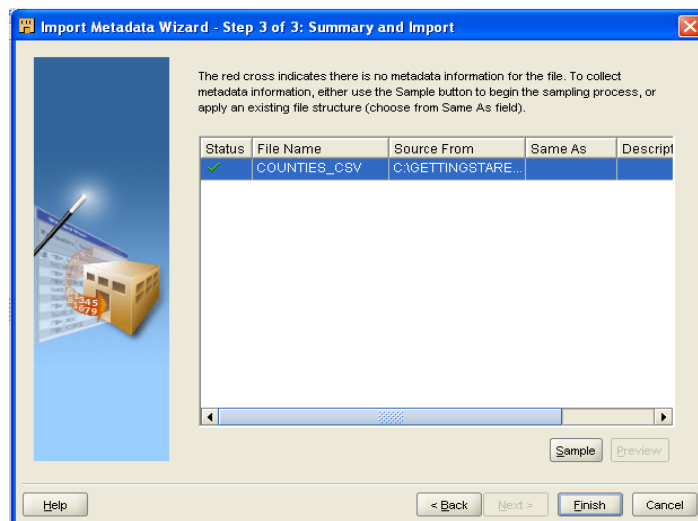 Import Metadata Wizard - Step 3 of 3: Summary and Import
The red cross indicates there is no metadata information for the file. To collect
metadata information, either use the Sample button to begin the sampling process, or
apply an existing file structure (choose from Same As field).
Status File Name Source From Same As Descript
COUNTIES_CSV C:\GETTINGSTARE...
345
679
Sample Preview
Help < Back Next > Finish Cancel